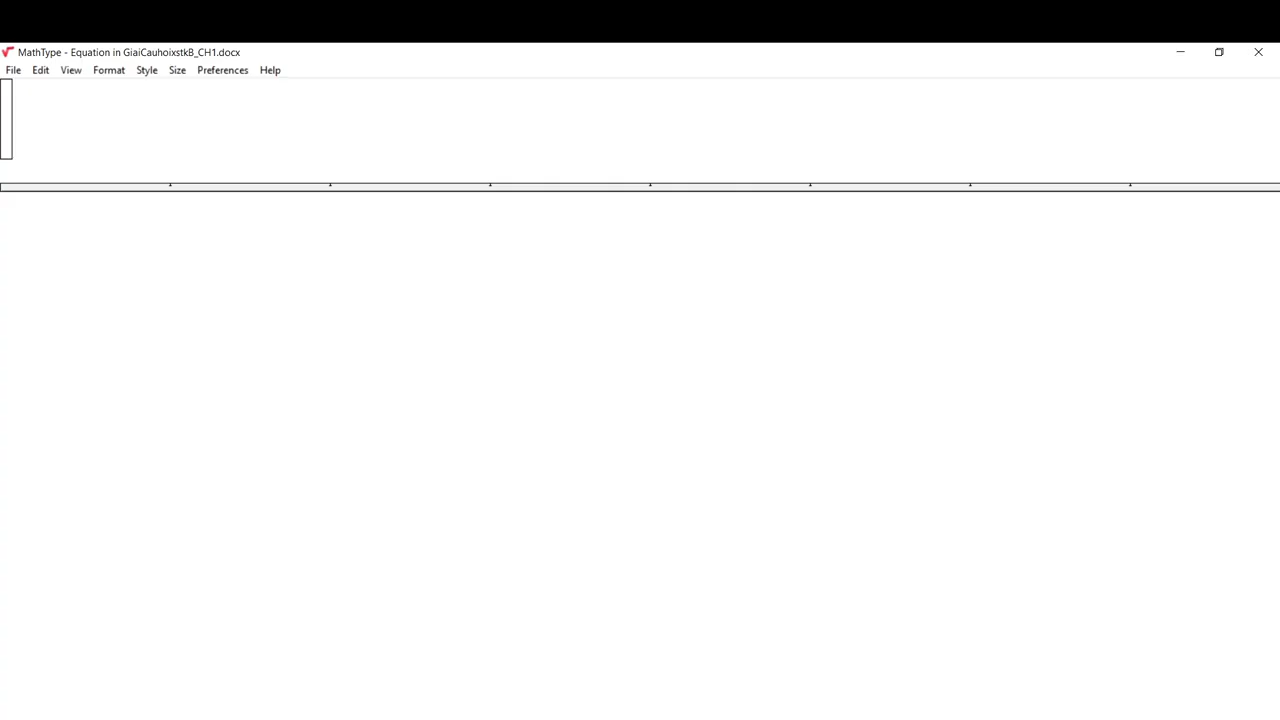 MathType - Equation in GiaiCauhoixstkB_CH1.docx
File Edit View Format Style Size Preferences Help